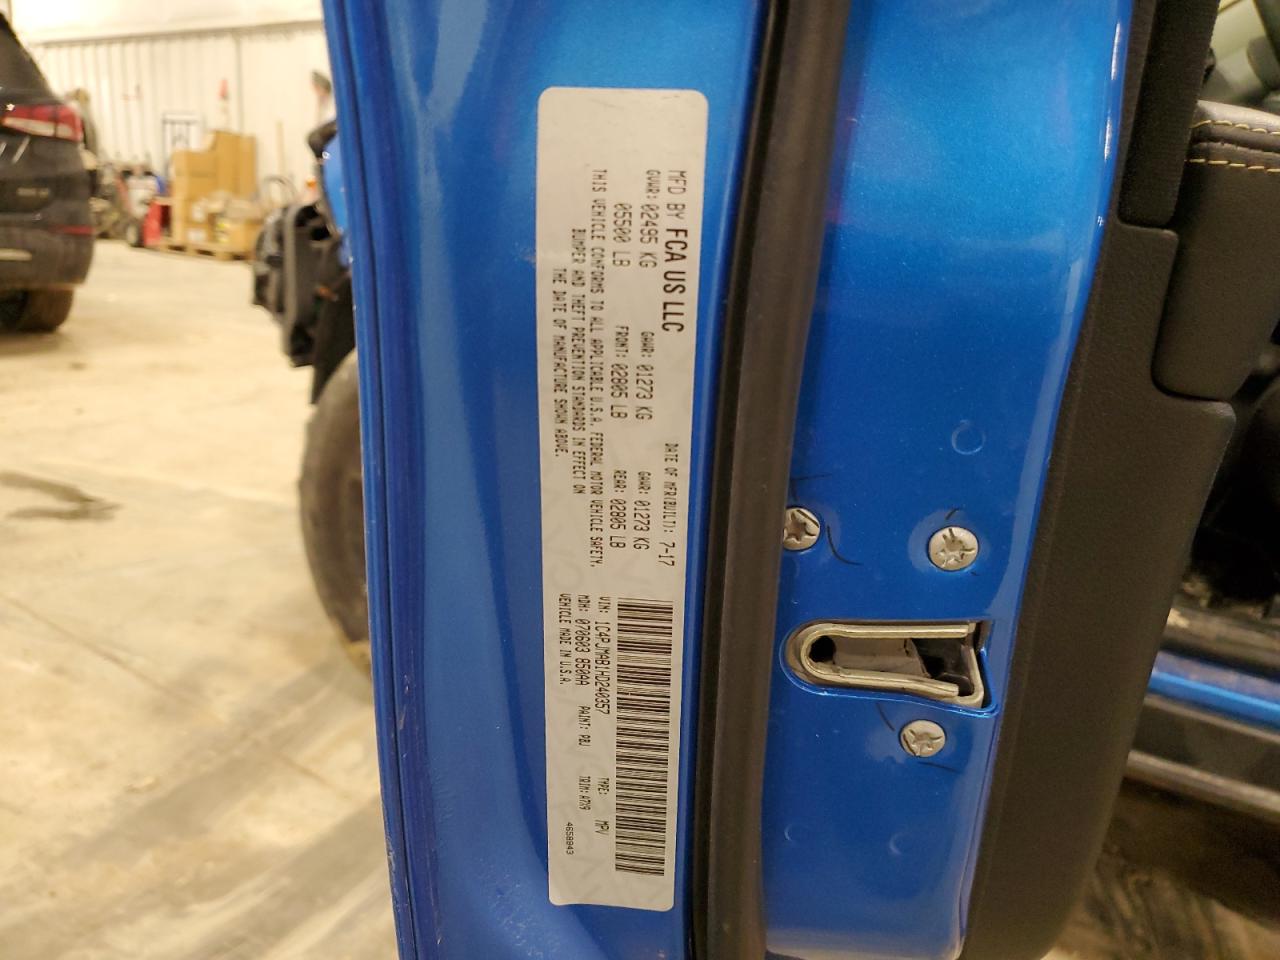 MFD BY FCA US LLC
DATE OF MFR(BUILT): 7-17
GVWR: 02495 KG GAWR: 01273 KG GAWR: 01273 KG
05500 LB FRONT: 02805 LB REAR: 02805 LB
THIS VEHICLE CONFORMS TO ALL APPLICABLE U.S.A. FEDERAL MOTOR VEHICLE SAFETY,
BUMPER AND THEFT PREVENTION STANDARDS IN EFFECT ON
THE DATE OF MANUFACTURE SHOWN ABOVE.
VIN: 1C4PJMAB1HD240357 TYPE: MPV
MDH: 070603 850AA PAINT: PBJ TRIM: A7X9
VEHICLE MADE IN U.S.A. 4658843